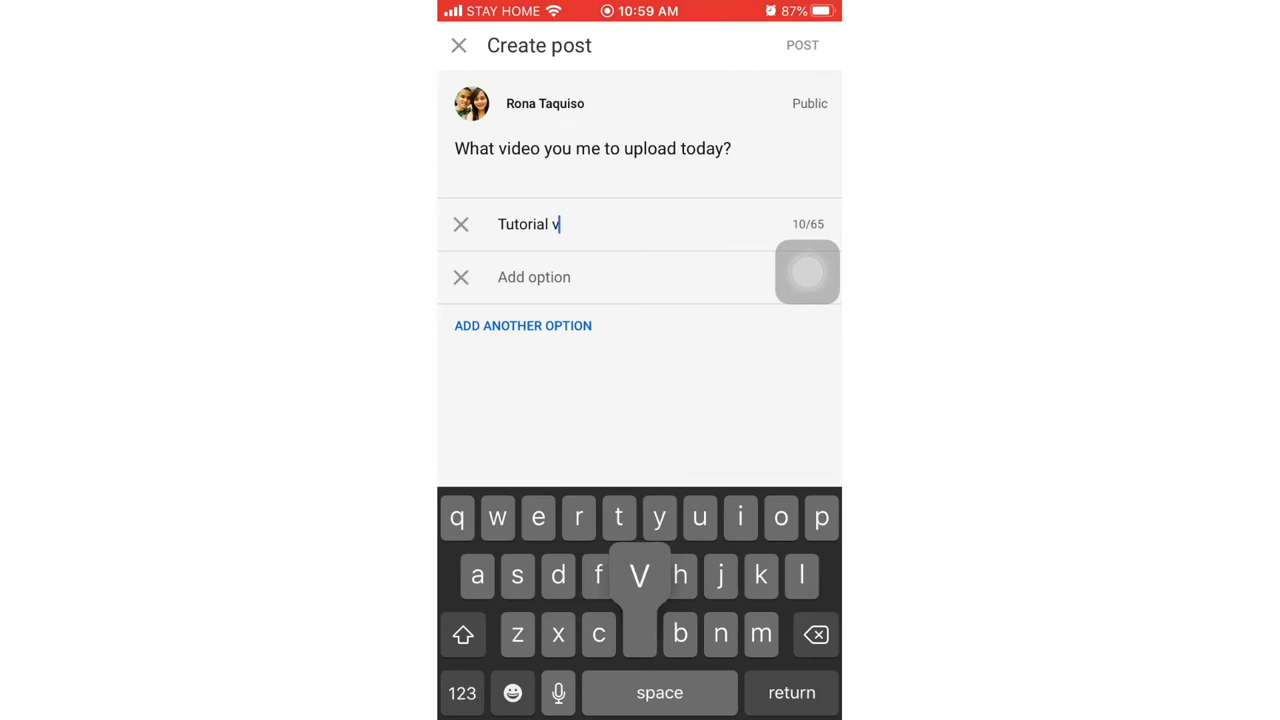 STAY HOME 10:59 AM 87%
Create post POST
Rona Taquiso Public
What video you me to upload today?
Tutorial v 10/65
Add option
ADD ANOTHER OPTION
q w e r t y u i o p
a s d f V h j k l
z x c b n m
123 space return